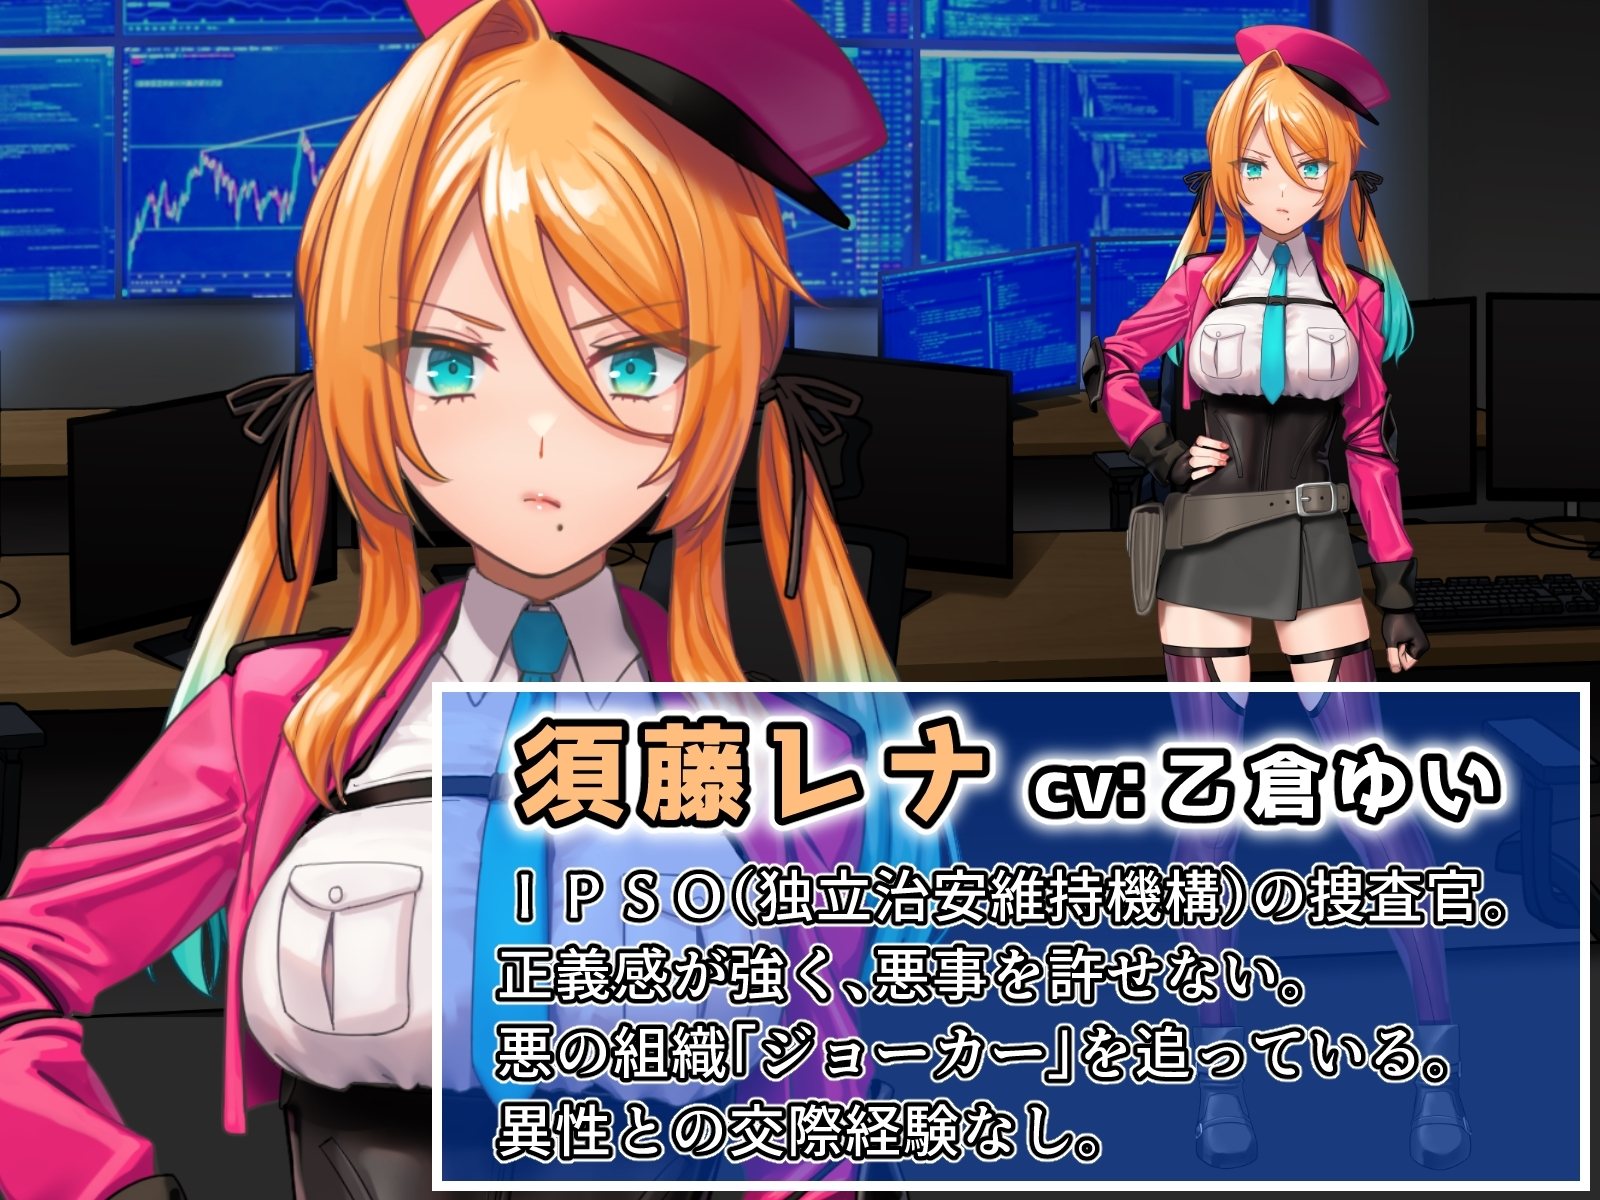 須藤レナ cv:乙倉ゆい
ＩＰＳＯ(独立治安維持機構)の捜査官。
正義感が強く、悪事を許せない。
悪の組織「ジョーカー」を追っている。
異性との交際経験なし。